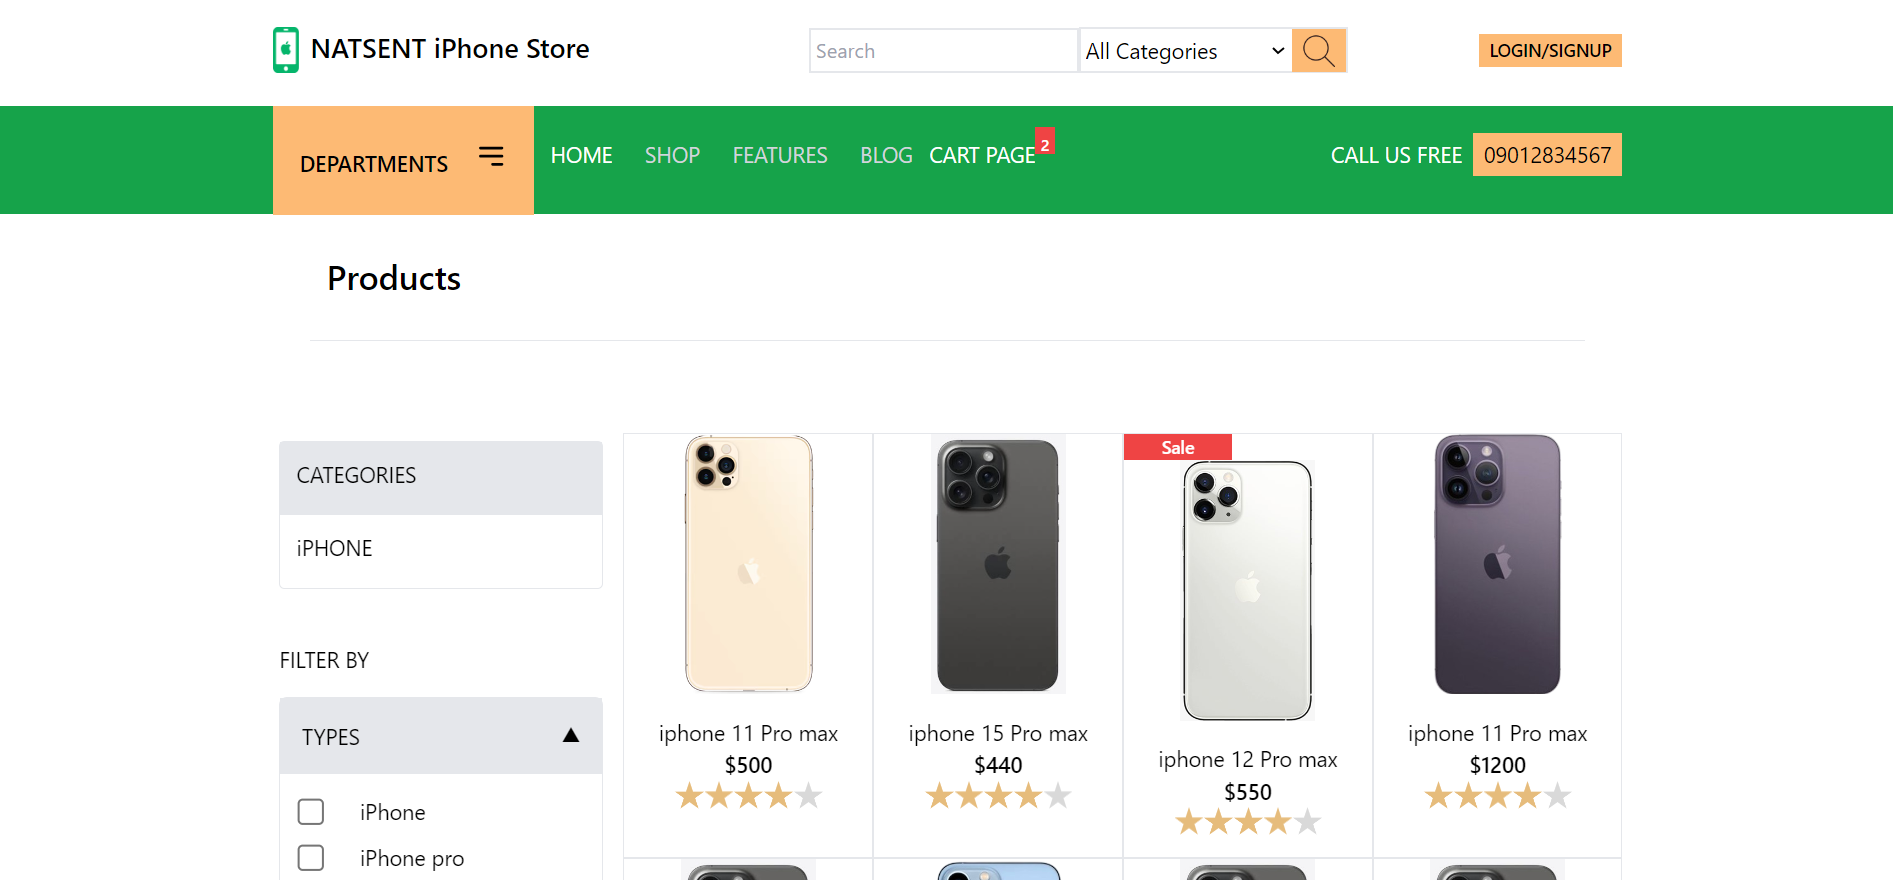 NATSENT iPhone Store
Search
All Categories
LOGIN/SIGNUP
DEPARTMENTS
HOME
SHOP
FEATURES
BLOG
CART PAGE
2
CALL US FREE
09012834567
Products
CATEGORIES
iPHONE
FILTER BY
TYPES
iPhone
iPhone pro
iphone 11 Pro max
$500
iphone 15 Pro max
$440
Sale
iphone 12 Pro max
$550
iphone 11 Pro max
$1200